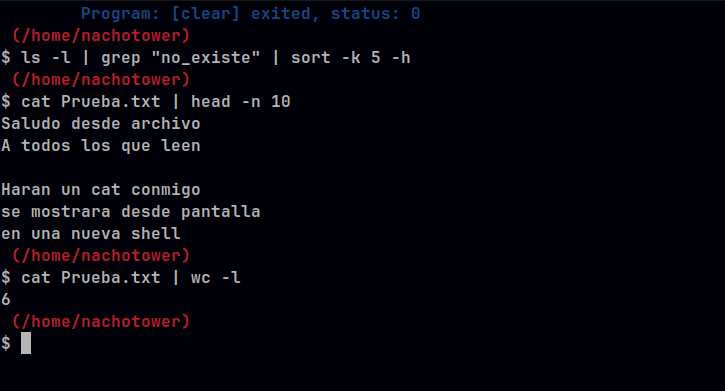 Program: [clear] exited, status: 0
(/home/nachotower)
$ ls -l | grep "no_existe" | sort -k 5 -h
(/home/nachotower)
$ cat Prueba.txt | head -n 10
Saludo desde archivo
A todos los que leen
Haran un cat conmigo
se mostrara desde pantalla
en una nueva shell
(/home/nachotower)
$ cat Prueba.txt | wc -l
6
(/home/nachotower)
$